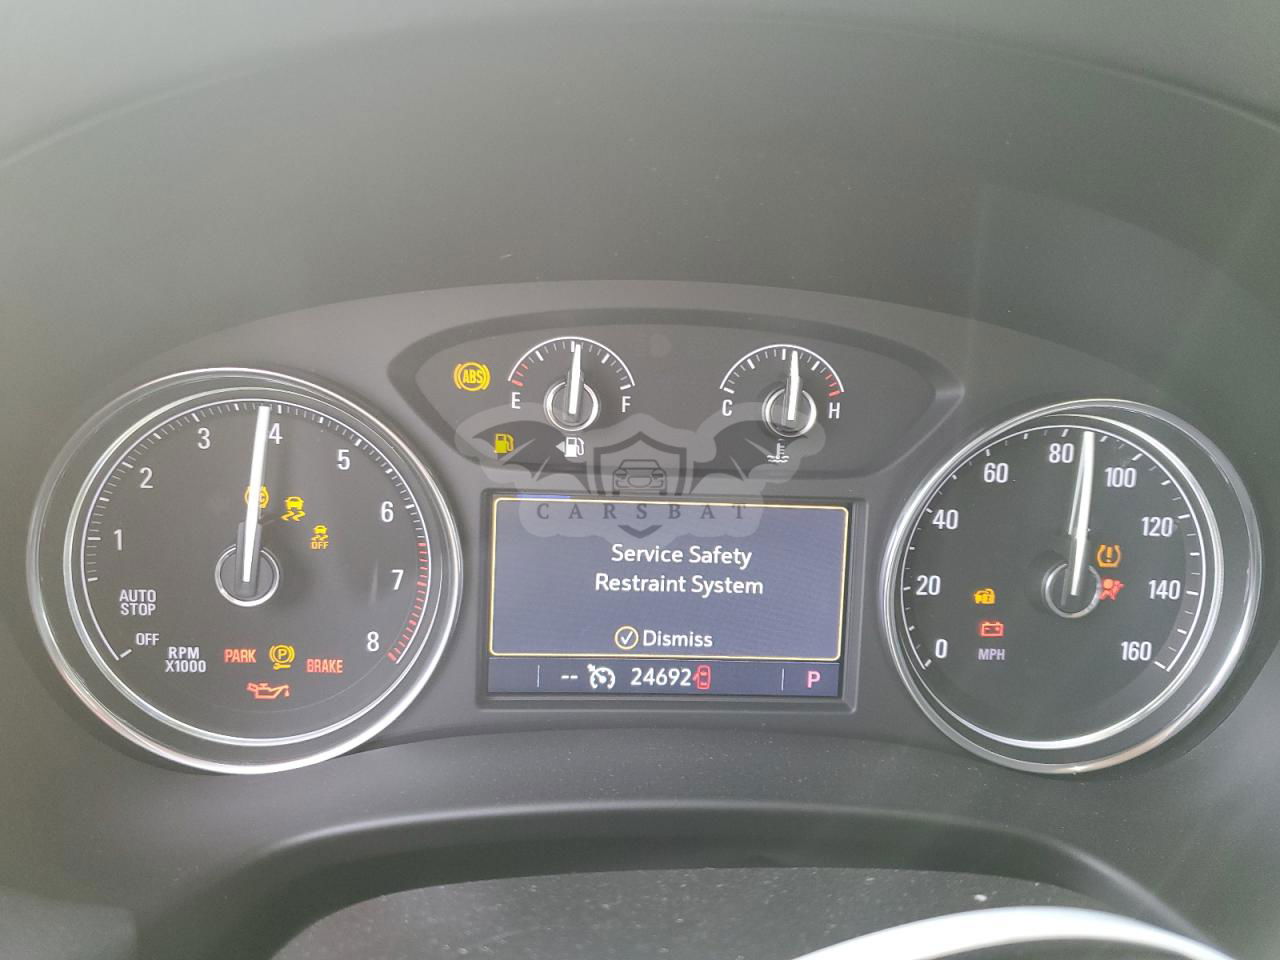 ABS
E
F
C
H
CARSBAT
1
2
3
4
5
6
7
8
AUTO
STOP
OFF
RPM
X1000
OFF
PARK
P
BRAKE
Service Safety
Restraint System
Dismiss
--
24692
P
0
20
40
60
80
100
120
140
160
MPH